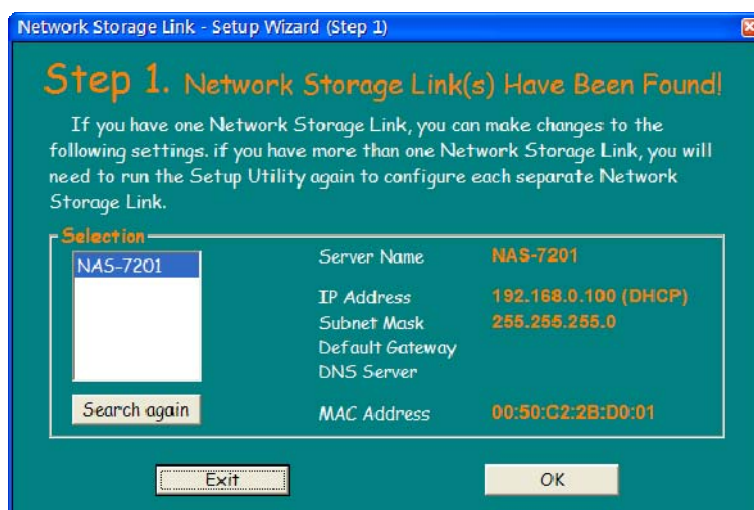 Network Storage Link - Setup Wizard (Step 1)
Step 1. Network Storage Link(s) Have Been Found!
If you have one Network Storage Link, you can make changes to the
following settings. if you have more than one Network Storage Link, you will
need to run the Setup Utility again to configure each separate Network
Storage Link.
Selection
NAS-7201
Search again
Server Name NAS-7201
IP Address 192.168.0.100 (DHCP)
Subnet Mask 255.255.255.0
Default Gateway
DNS Server
MAC Address 00:50:C2:2B:D0:01
Exit
OK